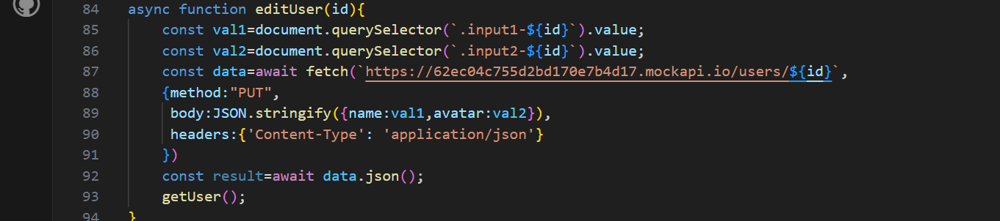 84 async function editUser(id){
85 const val1=document.querySelector(`.input1-${id}`).value;
86 const val2=document.querySelector(`.input2-${id}`).value;
87 const data=await fetch(`https://62ec04c755d2bd170e7b4d17.mockapi.io/users/${id}`,
88 {method:"PUT",
89 body:JSON.stringify({name:val1,avatar:val2}),
90 headers:{'Content-Type': 'application/json'}
91 })
92 const result=await data.json();
93 getUser();
94 }